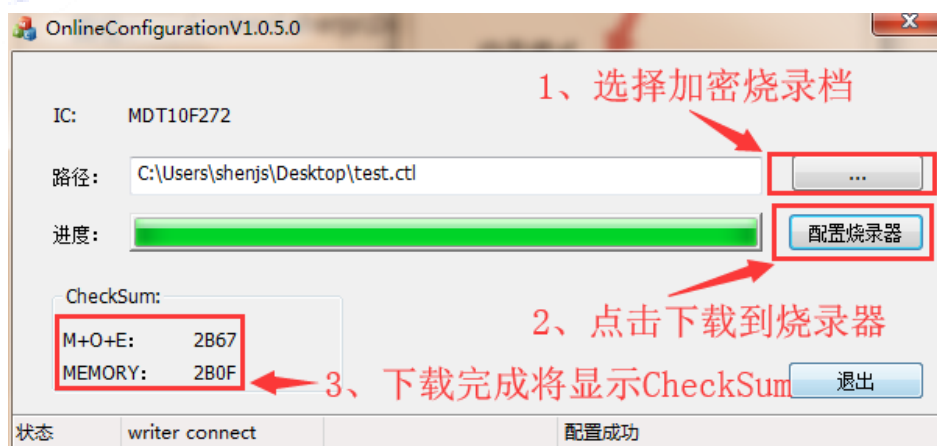 OnlineConfigurationV1.0.5.0
1、选择加密烧录档
IC: MDT10F272
路径: C:\Users\shenjs\Desktop\test.ctl ...
进度: 配置烧录器
CheckSum:
2、点击下载到烧录器
M+O+E: 2B67
MEMORY: 2B0F
3、下载完成将显示CheckSum
退出
状态 writer connect 配置成功